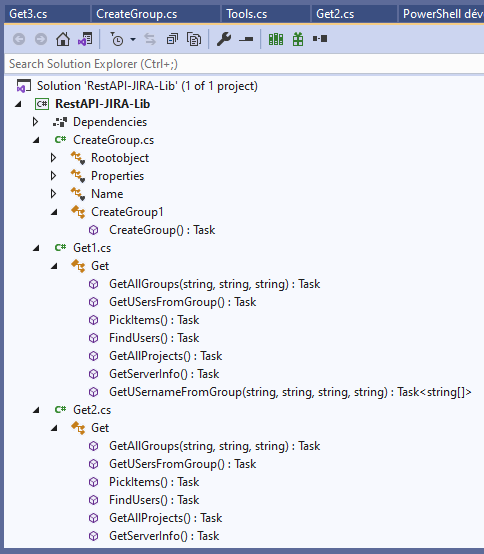 Get3.cs CreateGroup.cs Tools.cs Get2.cs PowerShell dév
Search Solution Explorer (Ctrl+;)
Solution 'RestAPI-JIRA-Lib' (1 of 1 project)
C# RestAPI-JIRA-Lib
Dependencies
C# CreateGroup.cs
Rootobject
Properties
Name
CreateGroup1
CreateGroup() : Task
C# Get1.cs
Get
GetAllGroups(string, string, string) : Task
GetUSersFromGroup() : Task
PickItems() : Task
FindUsers() : Task
GetAllProjects() : Task
GetServerInfo() : Task
GetUSernameFromGroup(string, string, string, string) : Task<string[]>
C# Get2.cs
Get
GetAllGroups(string, string, string) : Task
GetUSersFromGroup() : Task
PickItems() : Task
FindUsers() : Task
GetAllProjects() : Task
GetServerInfo() : Task